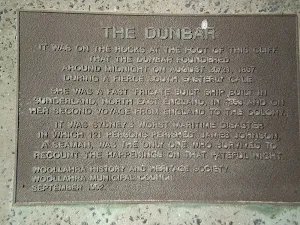 THE DUNBAR
IT WAS ON THE ROCKS AT THE FOOT OF THIS CLIFF
THAT THE DUNBAR FOUNDERED
AROUND MIDNIGHT ON AUGUST 20/21, 1857
DURING A FIERCE SOUTH, EASTERLY GALE.
SHE WAS A FAST FRIGATE BUILT SHIP BUILT IN
SUNDERLAND, NORTH EAST ENGLAND, IN AND ON
HER SECOND VOYAGE FROM ENGLAND TO THE COLONY.
IT WAS SYDNEY'S WORST MARITIME DISASTER
IN WHICH 121 PERSONS PERISHED. JAMES JOHNSON,
A SEAMAN, WAS THE ONLY ONE WHO SURVIVED TO
RECOUNT THE HAPPENINGS ON THAT FATEFUL NIGHT.
WOOLLAHRA HISTORY AND HERITAGE SOCIETY
WOOLLAHRA MUNICIPAL COUNCIL
SEPTEMBER